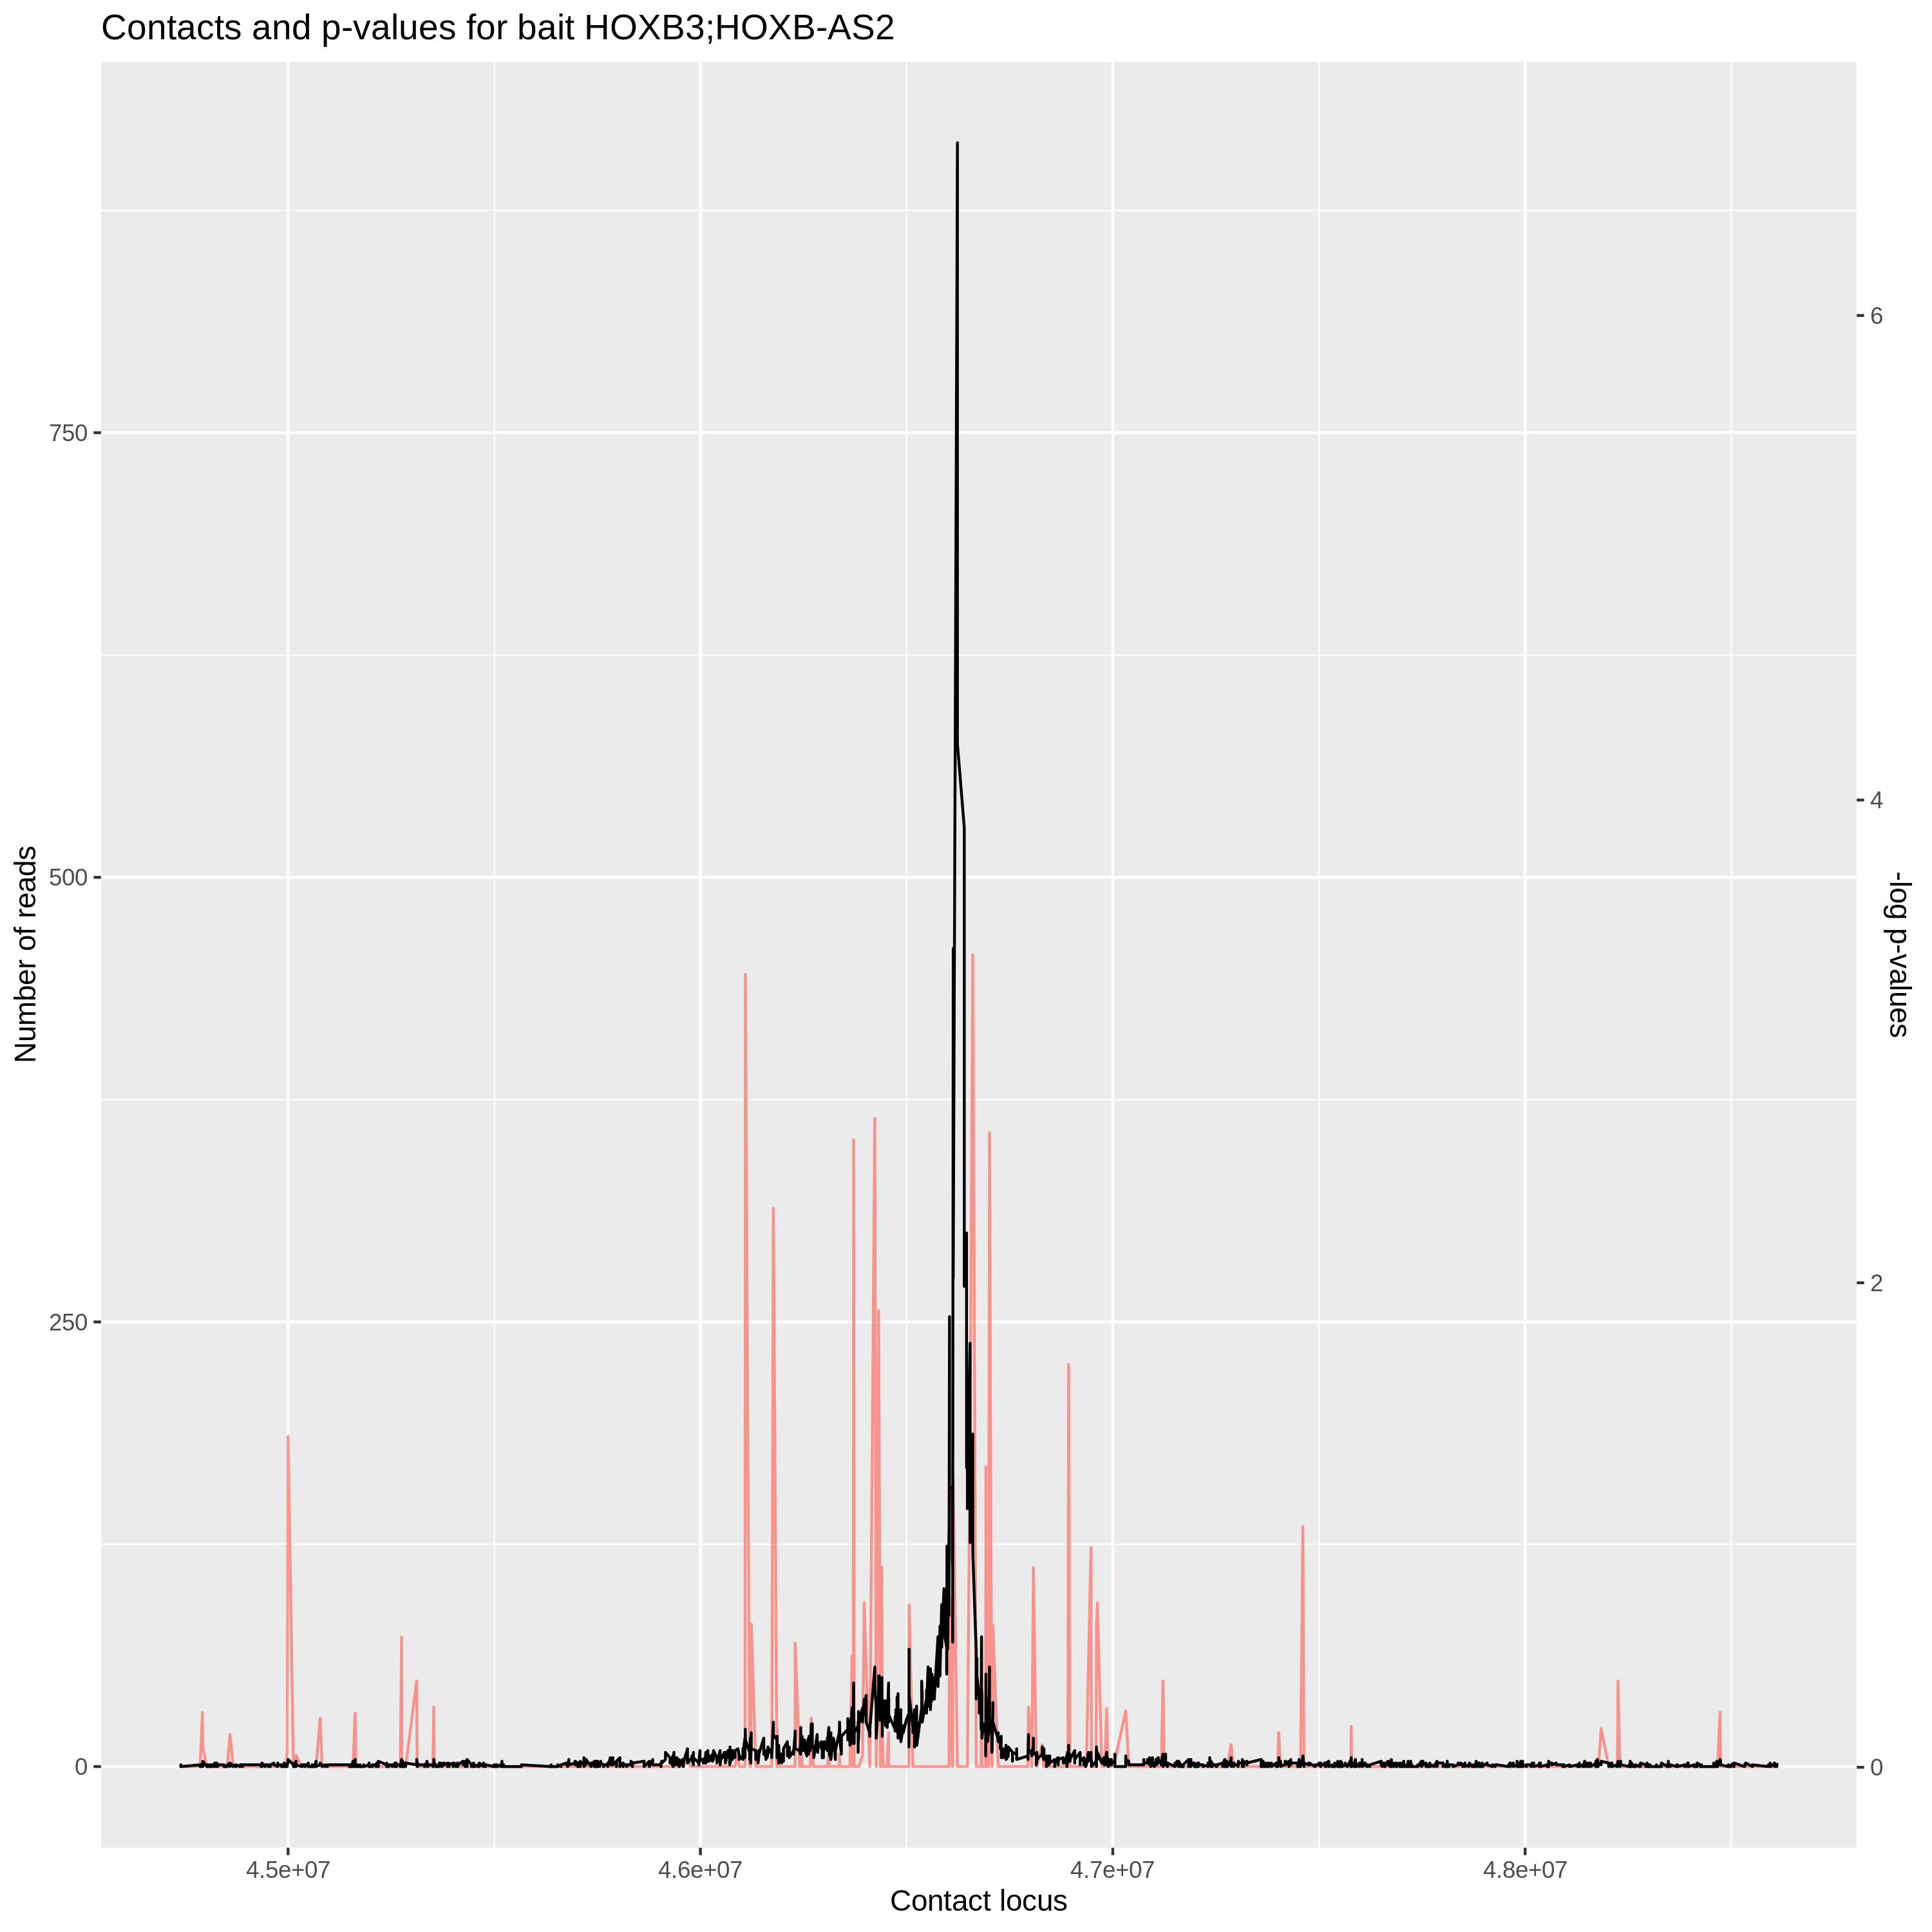 Contacts and p-values for bait HOXB3;HOXB-AS2
Number of reads
750
500
250
0
6
4
2
0
-log p-values
4.5e+07
4.6e+07
4.7e+07
4.8e+07
Contact locus